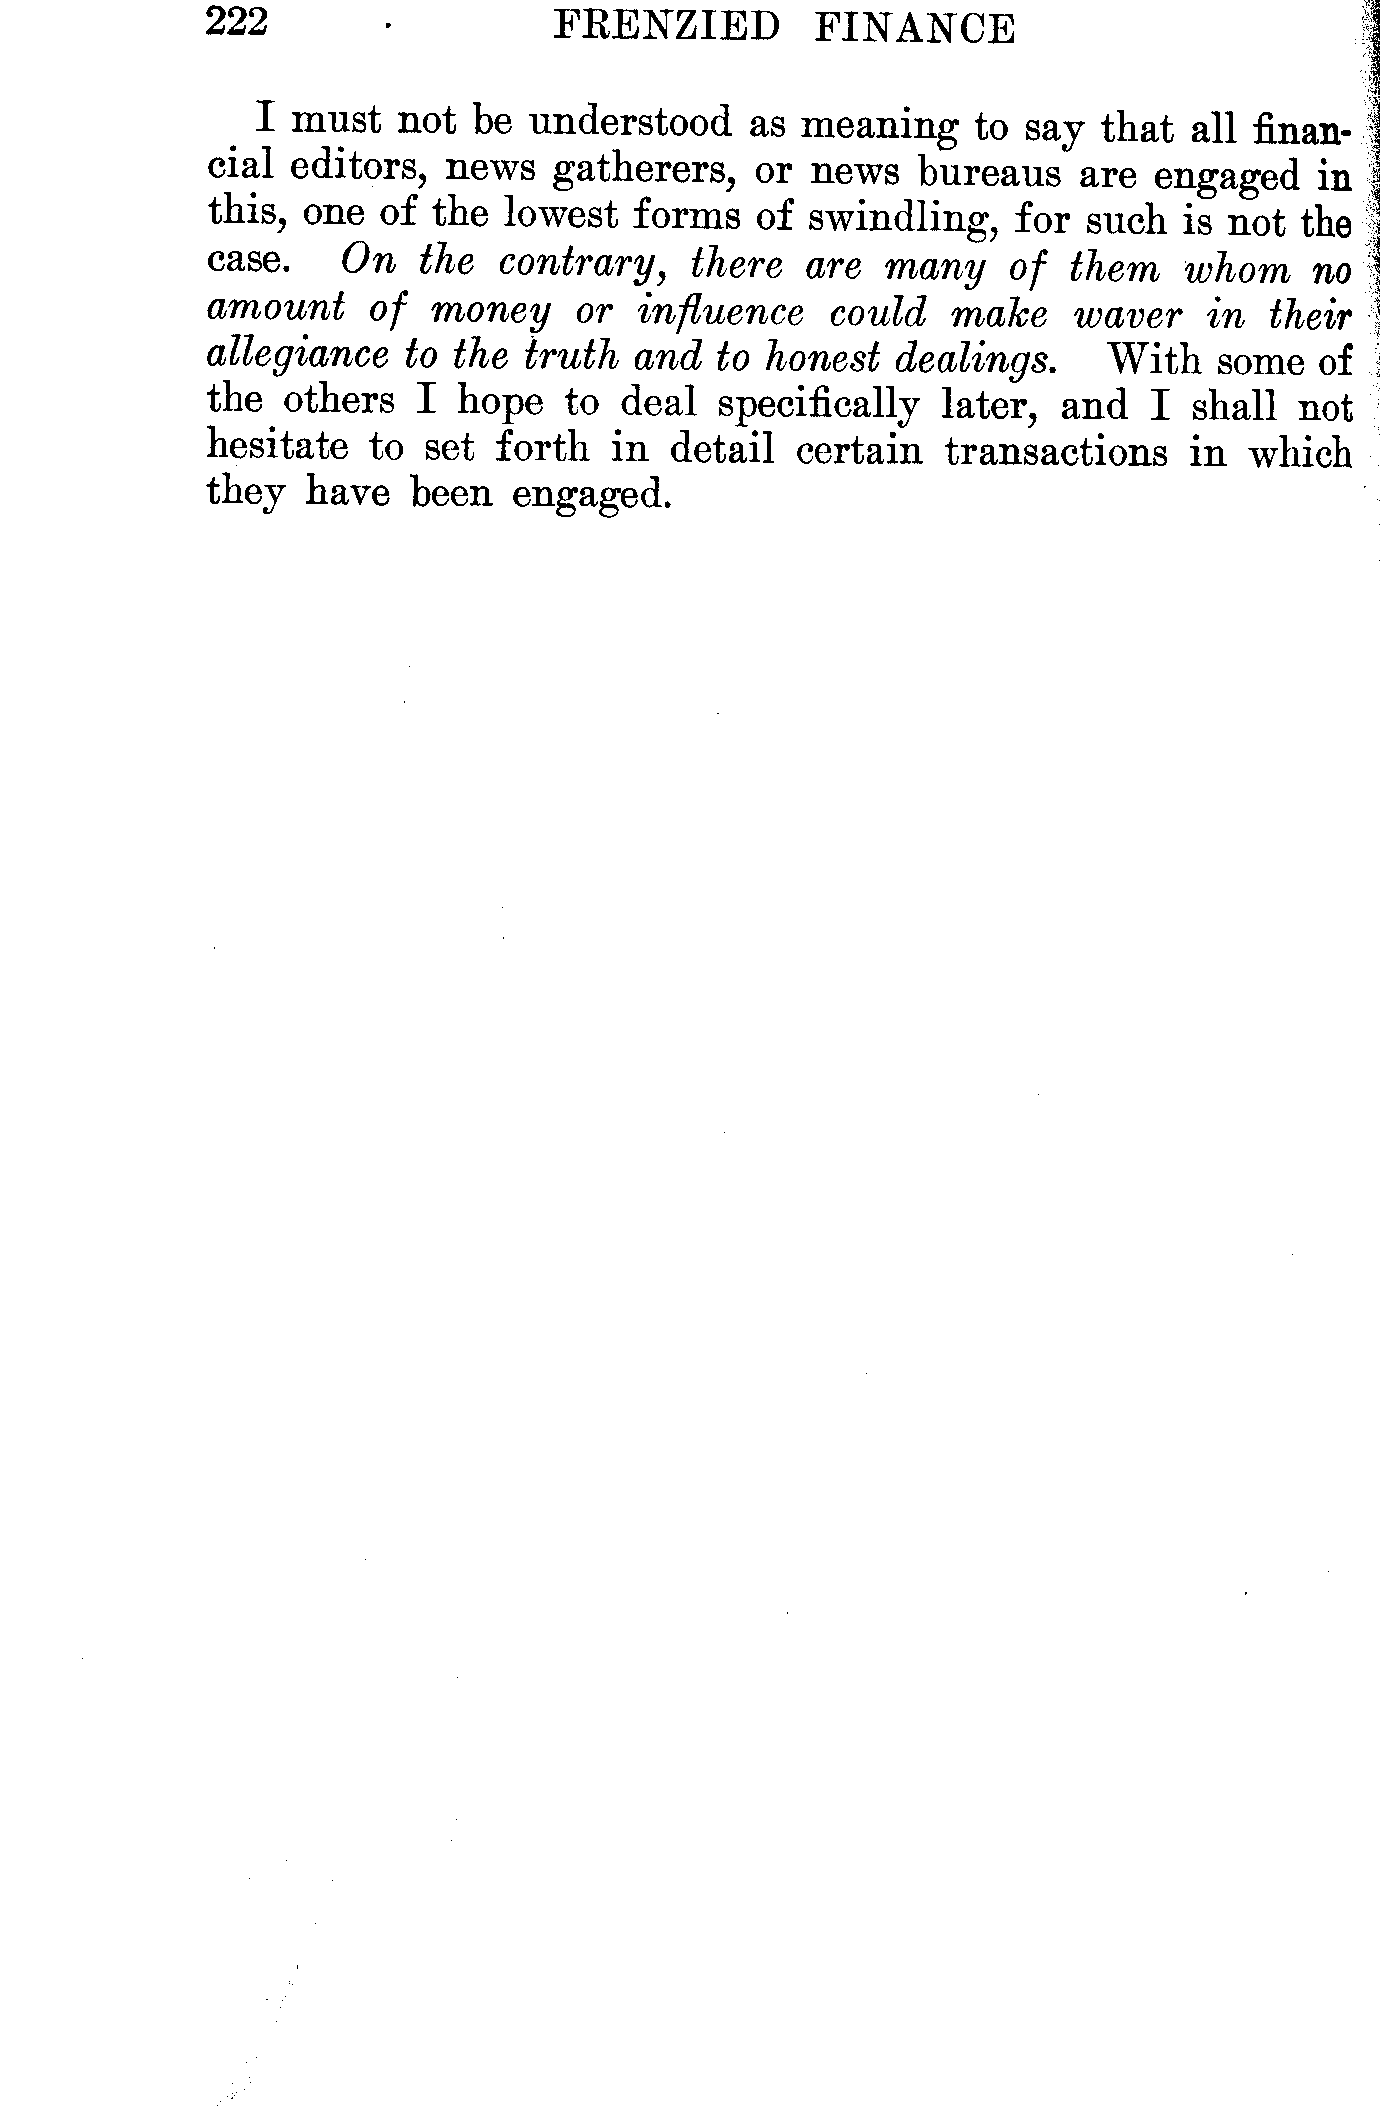 222 FRENZIED FINANCE
I must not be understood as meaning to say that all finan-
cial editors, news gatherers, or news bureaus are engaged in
this, one of the lowest forms of swindling, for such is not the
case. On the contrary, there are many of them whom no
amount of money or influence could make waver in their
allegiance to the truth and to honest dealings. With some of
the others I hope to deal specifically later, and I shall not
hesitate to set forth in detail certain transactions in which
they have been engaged.